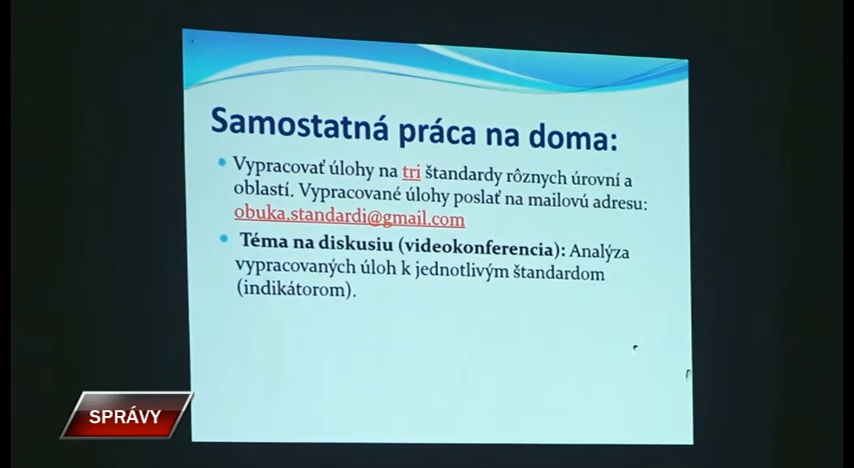 Samostatná práca na doma:
Vypracovať úlohy na tri štandardy rôznych úrovní a
oblastí. Vypracované úlohy poslať na mailovú adresu:
obuka.standardi@gmail.com
Téma na diskusiu (videokonferencia): Analýza
vypracovaných úloh k jednotlivým štandardom
(indikátorom).
SPRÁVY